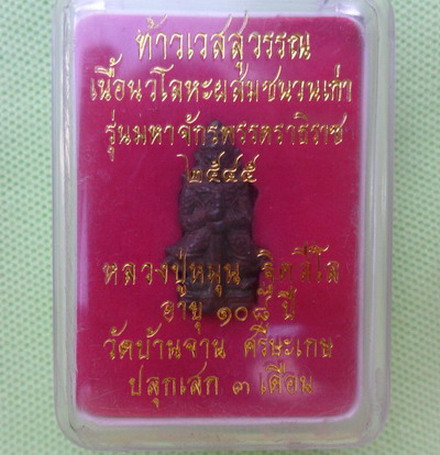 ท้าวเวสสุวรรณ
เนื้อนวโลหะผสมชนวนเก่า
รุ่นมหาจักรพรรดราธิราช
๒๕๔๕
หลวงปู่หมุน ฐิตสีโล
อายุ ๑๐๘ ปี
วัดบ้านจาน ศรีษะเกษ
ปลุกเสก ๓ เดือน